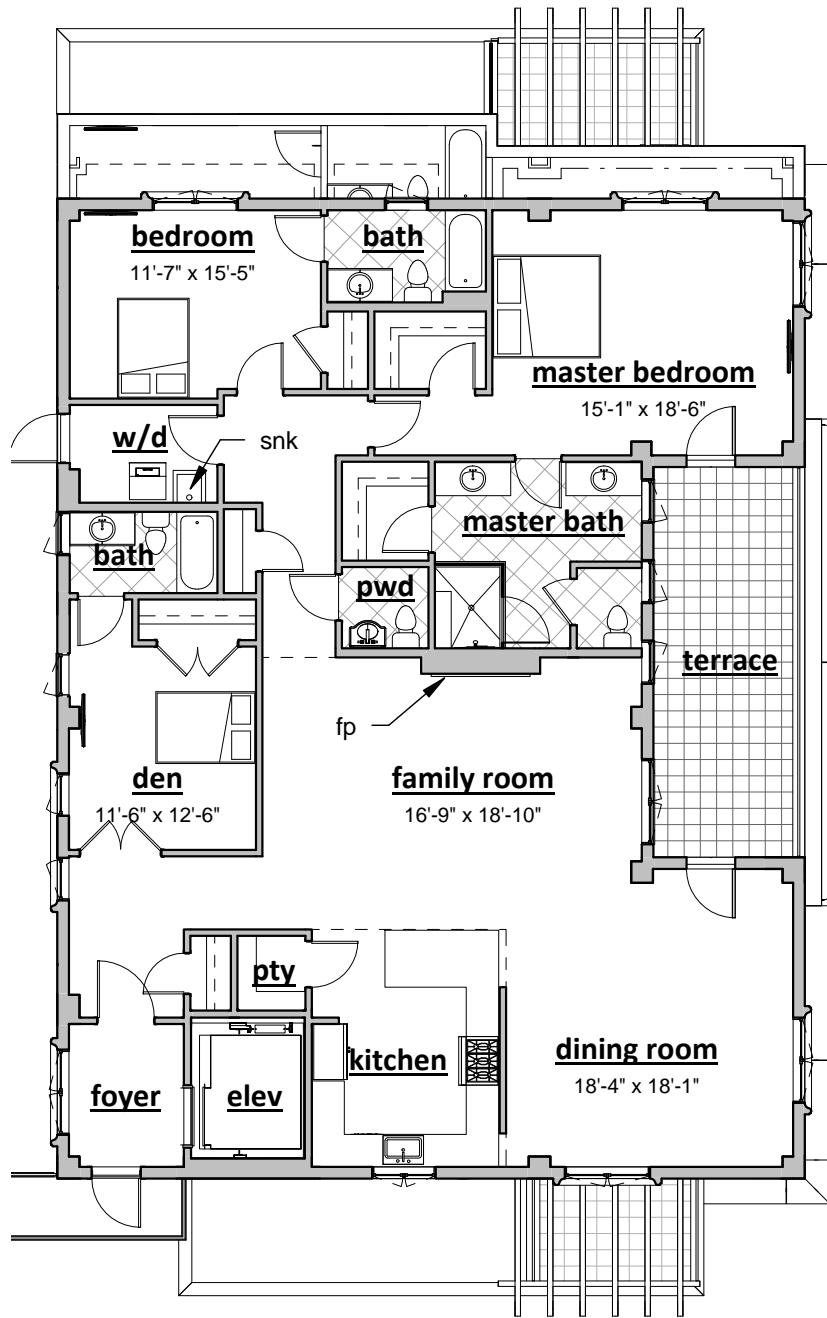 bedroom
11'-7" x 15'-5"
bath
master bedroom
15'-1" x 18'-6"
w/d
snk
bath
master bath
pwd
terrace
fp
den
11'-6" x 12'-6"
family room
16'-9" x 18'-10"
pty
kitchen
dining room
18'-4" x 18'-1"
foyer
elev